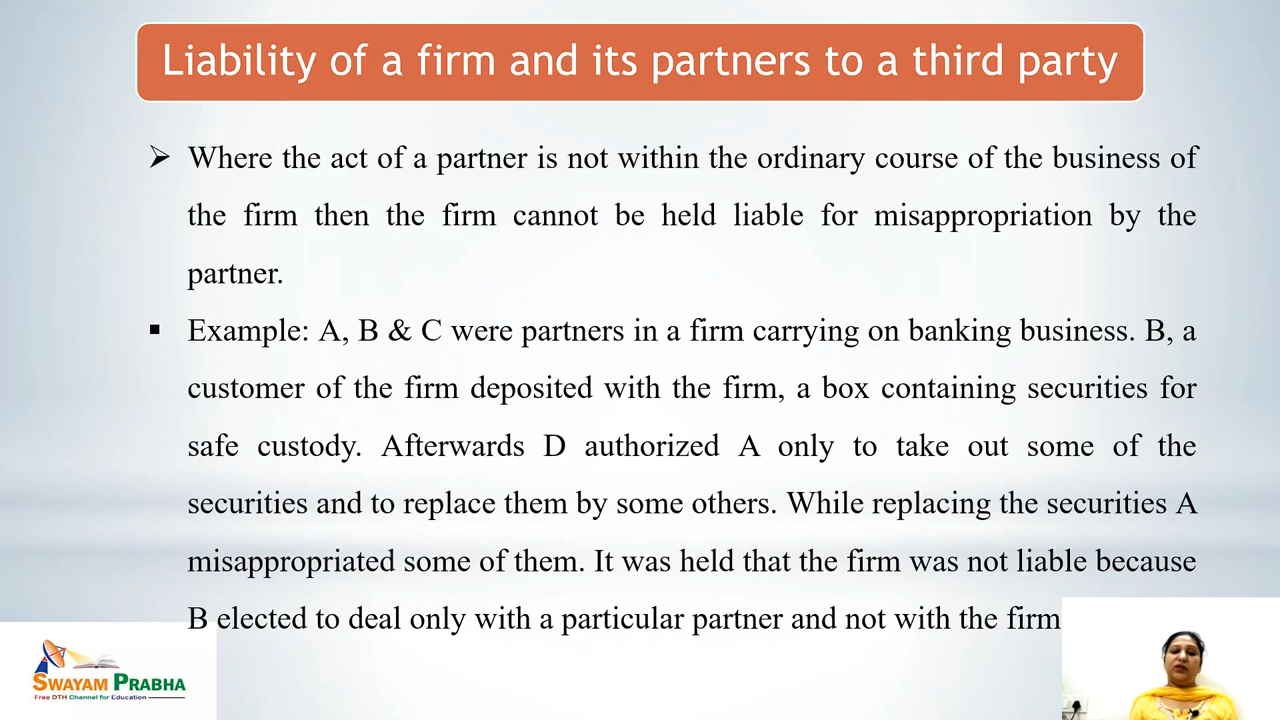 Liability of a firm and its partners to a third party
Where the act of a partner is not within the ordinary course of the business of
the firm then the firm cannot be held liable for misappropriation by the
partner.
Example: A, B & C were partners in a firm carrying on banking business. B, a
customer of the firm deposited with the firm, a box containing securities for
safe custody. Afterwards D authorized A only to take out some of the
securities and to replace them by some others. While replacing the securities A
misappropriated some of them. It was held that the firm was not liable because
B elected to deal only with a particular partner and not with the firm
SWAYAM PRABHA
Free DTH Channel for Education